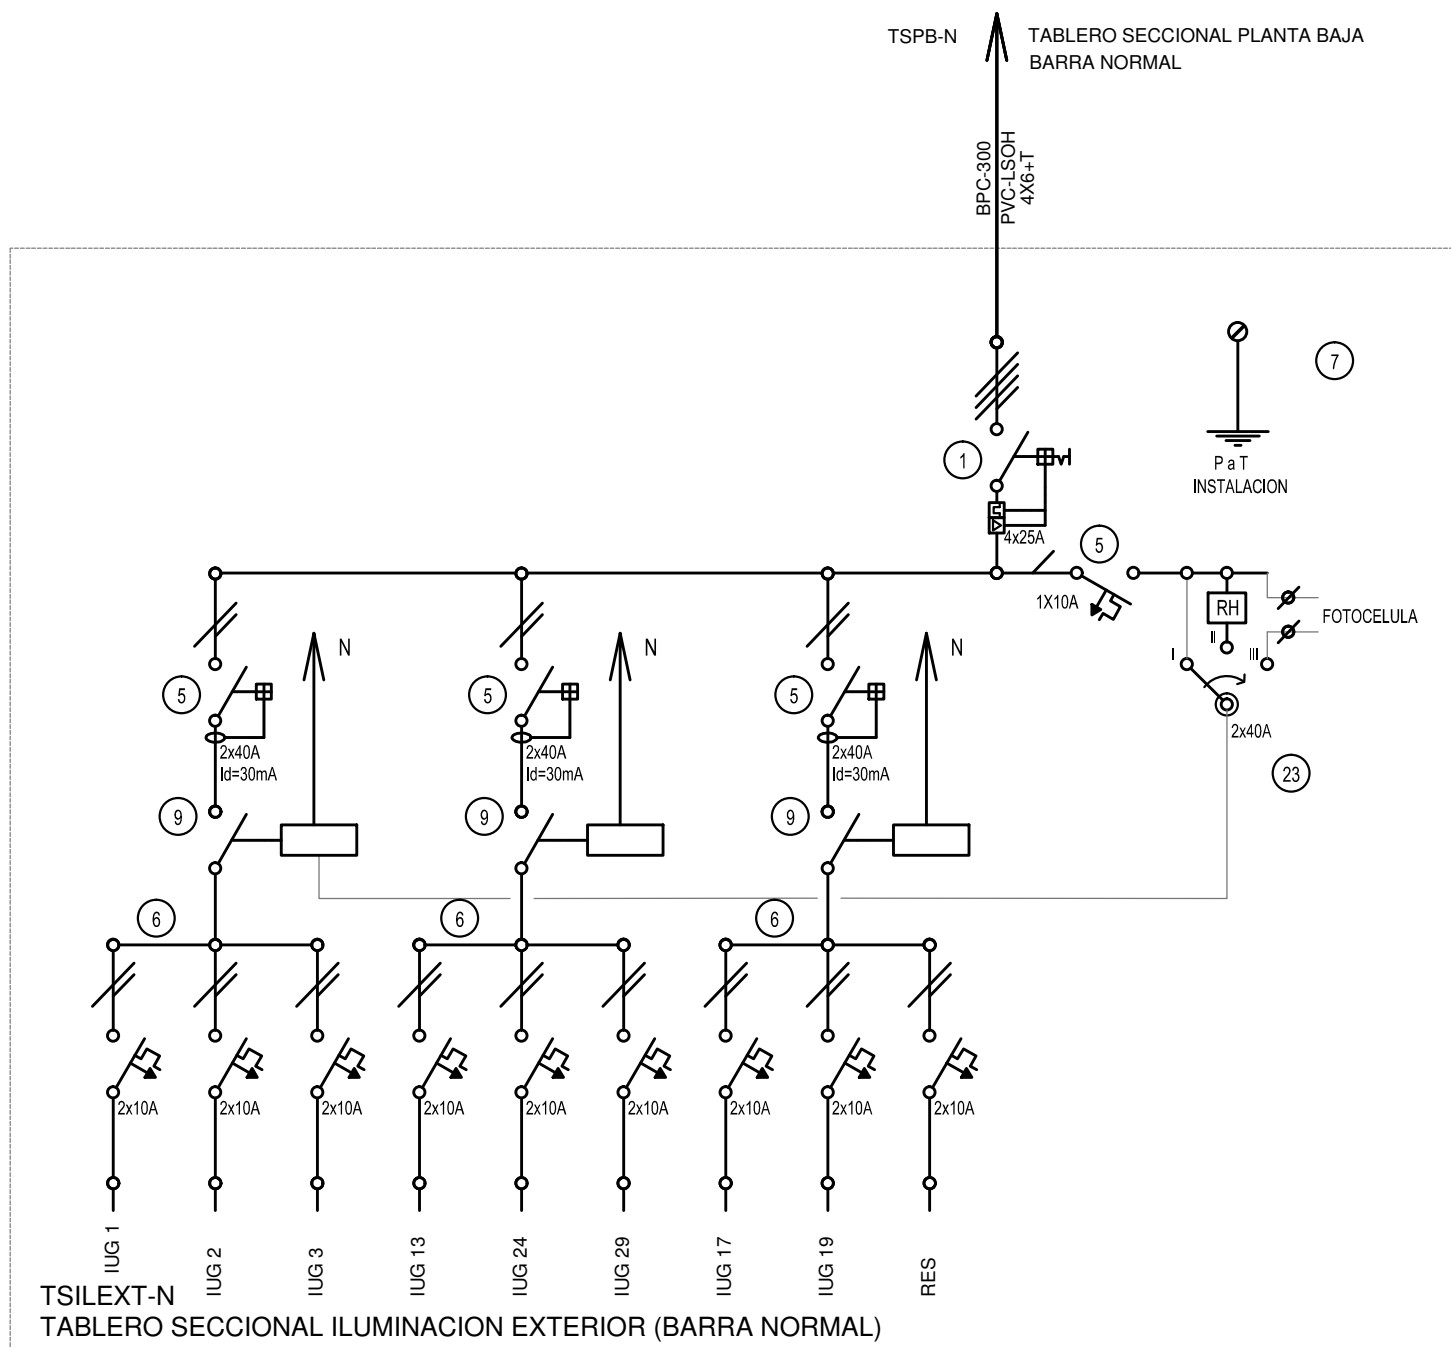 TSPB-N
TABLERO SECCIONAL PLANTA BAJA
BARRA NORMAL
BPC-300
PVC-LSOH
4X6+T
7
P a T
INSTALACION
1
4x25A
5
1X10A
RH
FOTOCELULA
I
II
III
2x40A
23
N
N
N
5
5
5
2x40A
Id=30mA
2x40A
Id=30mA
2x40A
Id=30mA
9
9
9
6
6
6
2x10A
2x10A
2x10A
2x10A
2x10A
2x10A
2x10A
2x10A
2x10A
IUG 1
IUG 2
IUG 3
IUG 13
IUG 24
IUG 29
IUG 17
IUG 19
RES
TSILEXT-N
TABLERO SECCIONAL ILUMINACION EXTERIOR (BARRA NORMAL)